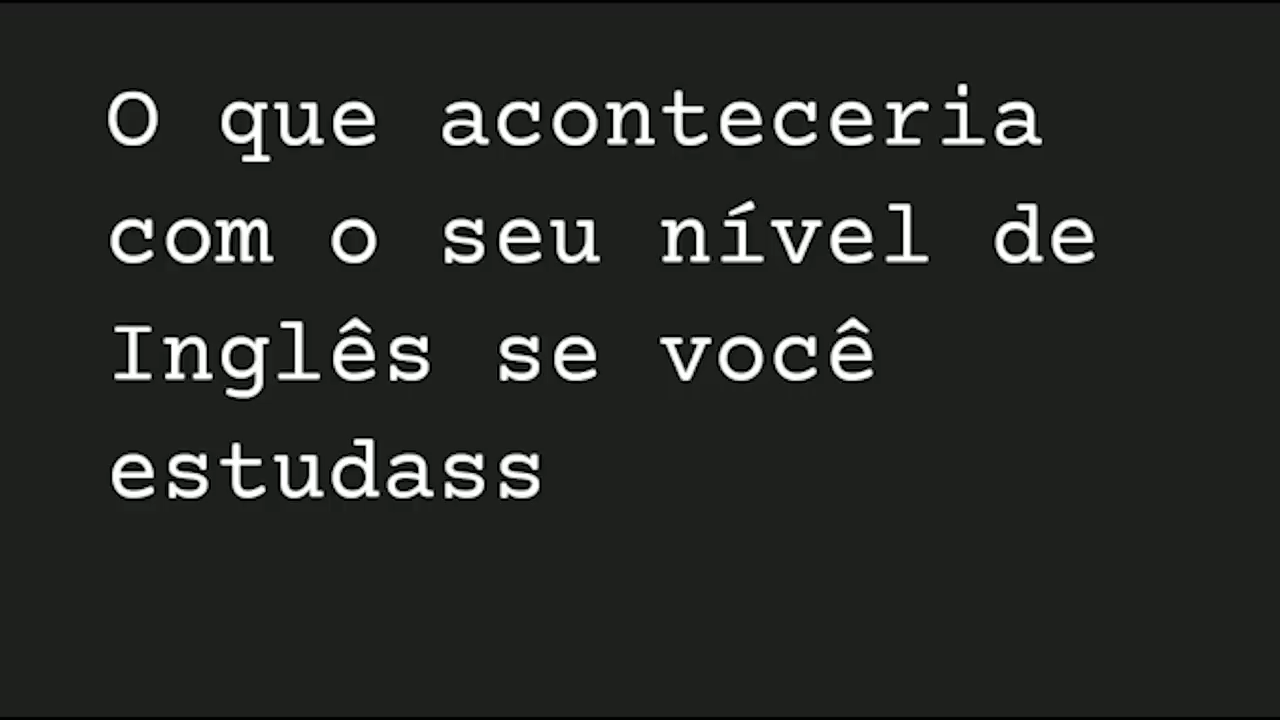 O que aconteceria
com o seu nível de
Inglês se você
estudass